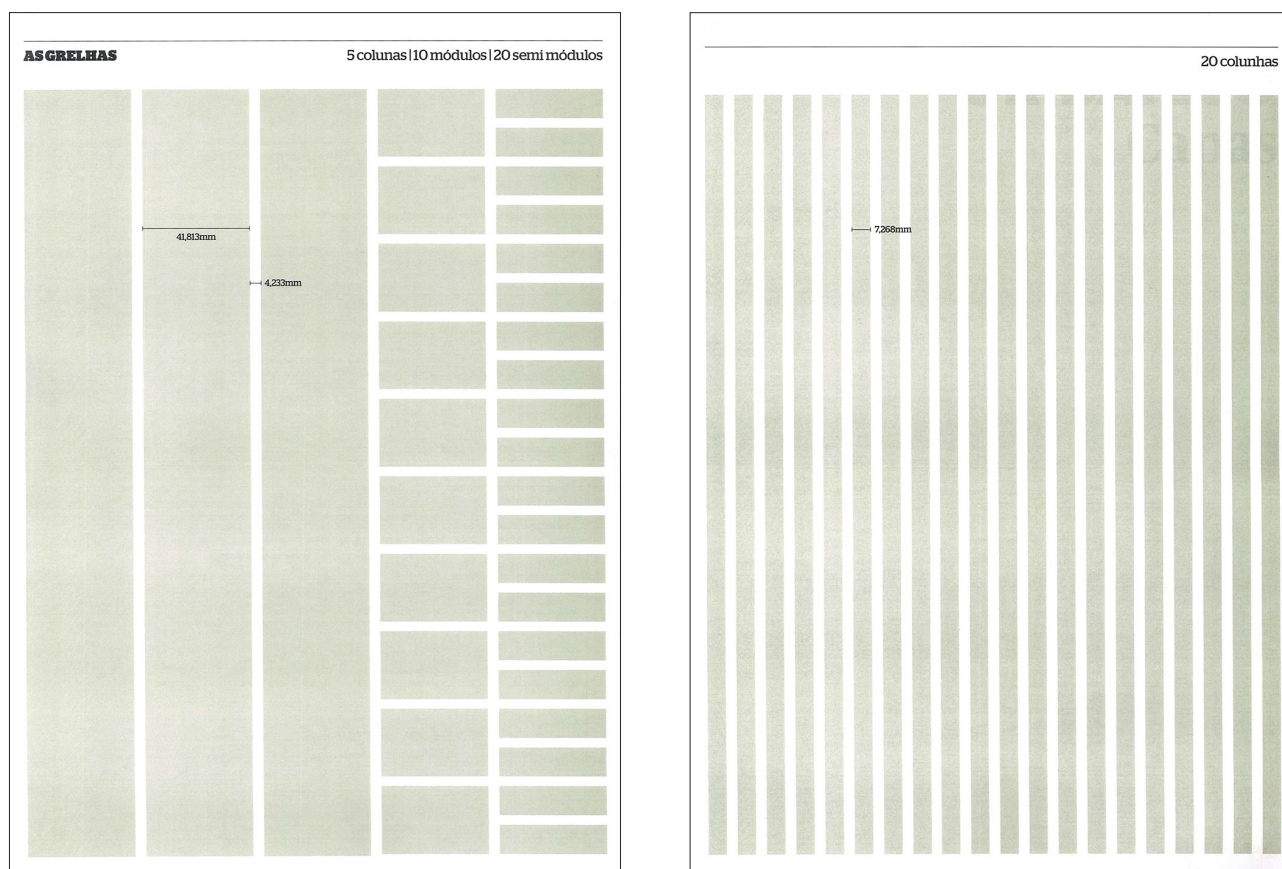 AS GRELHAS
5 colunas|10 módulos|20 semi módulos
41,813mm
4,233mm
20 colunhas
7,268mm